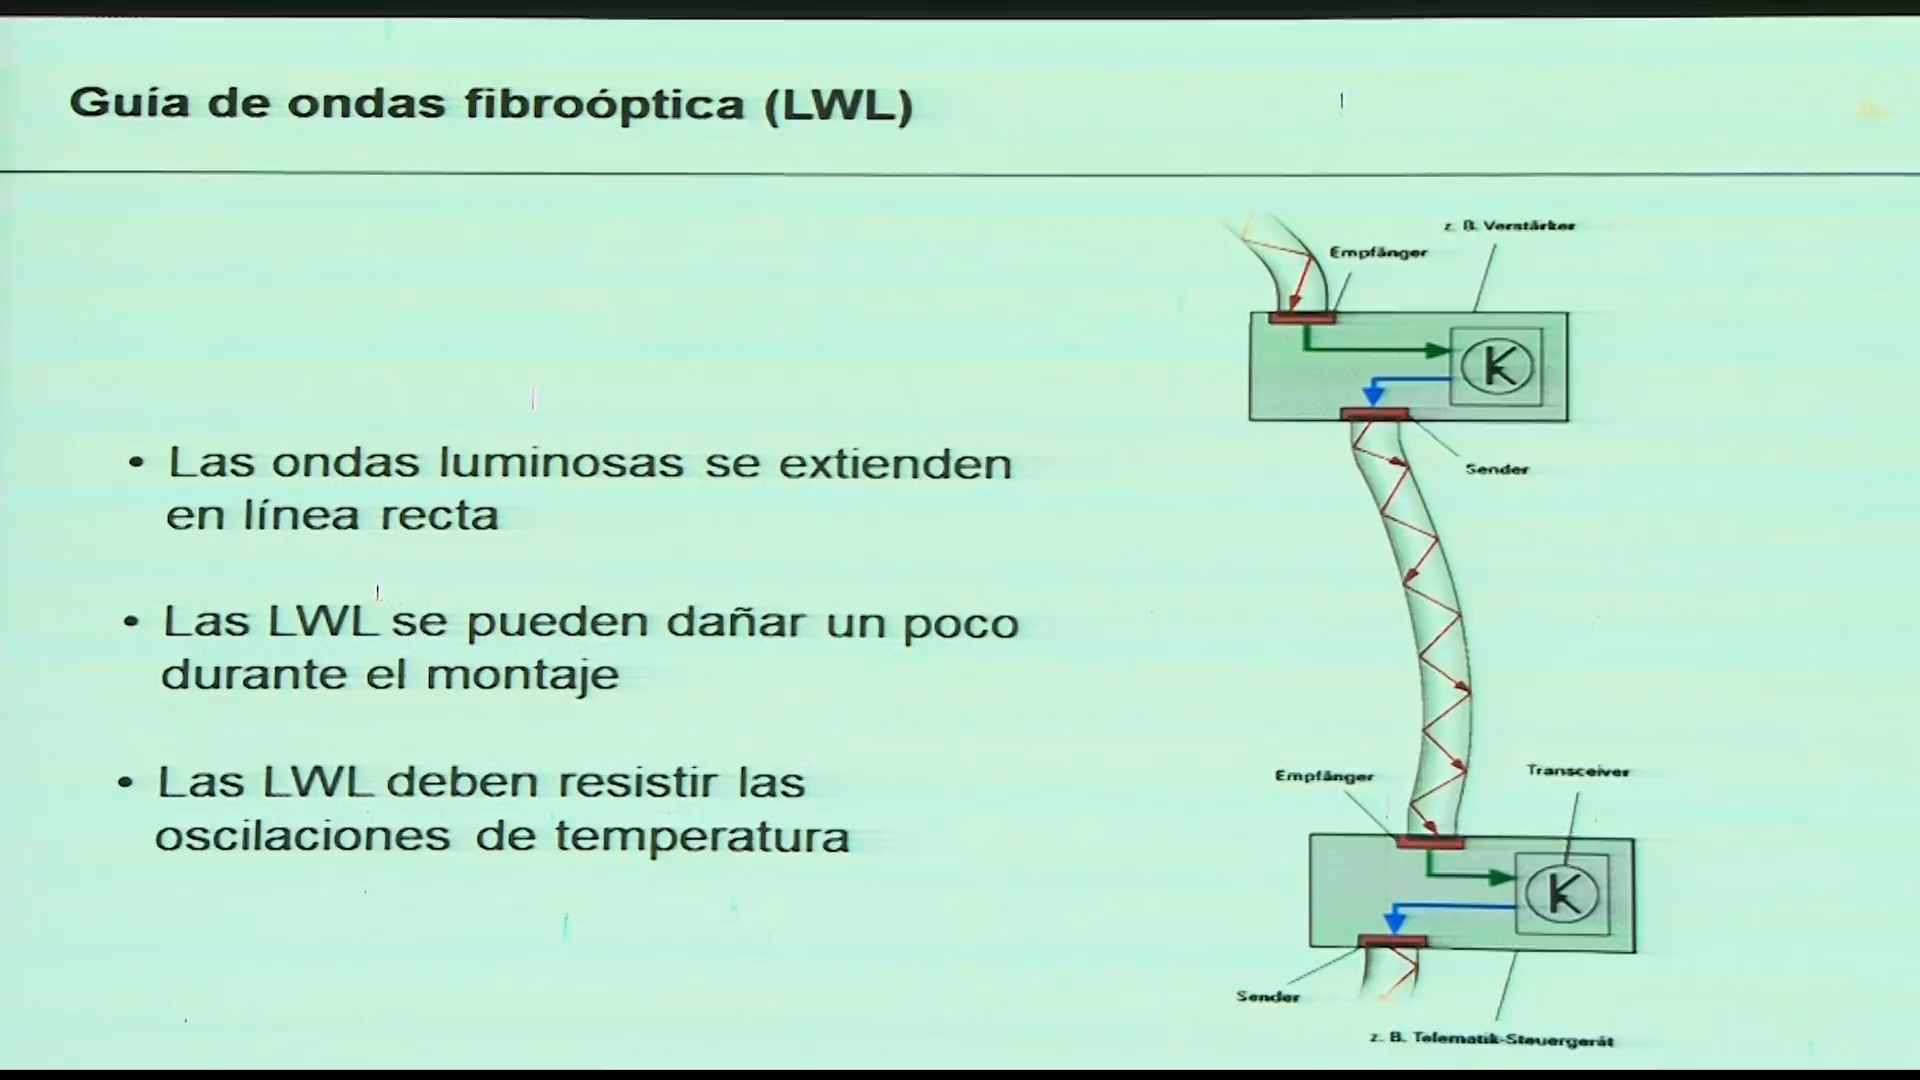 Guía de ondas fibroóptica (LWL)
z. B. Verstärker
Empfänger
Sender
• Las ondas luminosas se extienden
en línea recta
• Las LWL se pueden dañar un poco
durante el montaje
• Las LWL deben resistir las
oscilaciones de temperatura
Empfänger
Transceiver
Sender
z. B. Telematik-Steuergerät